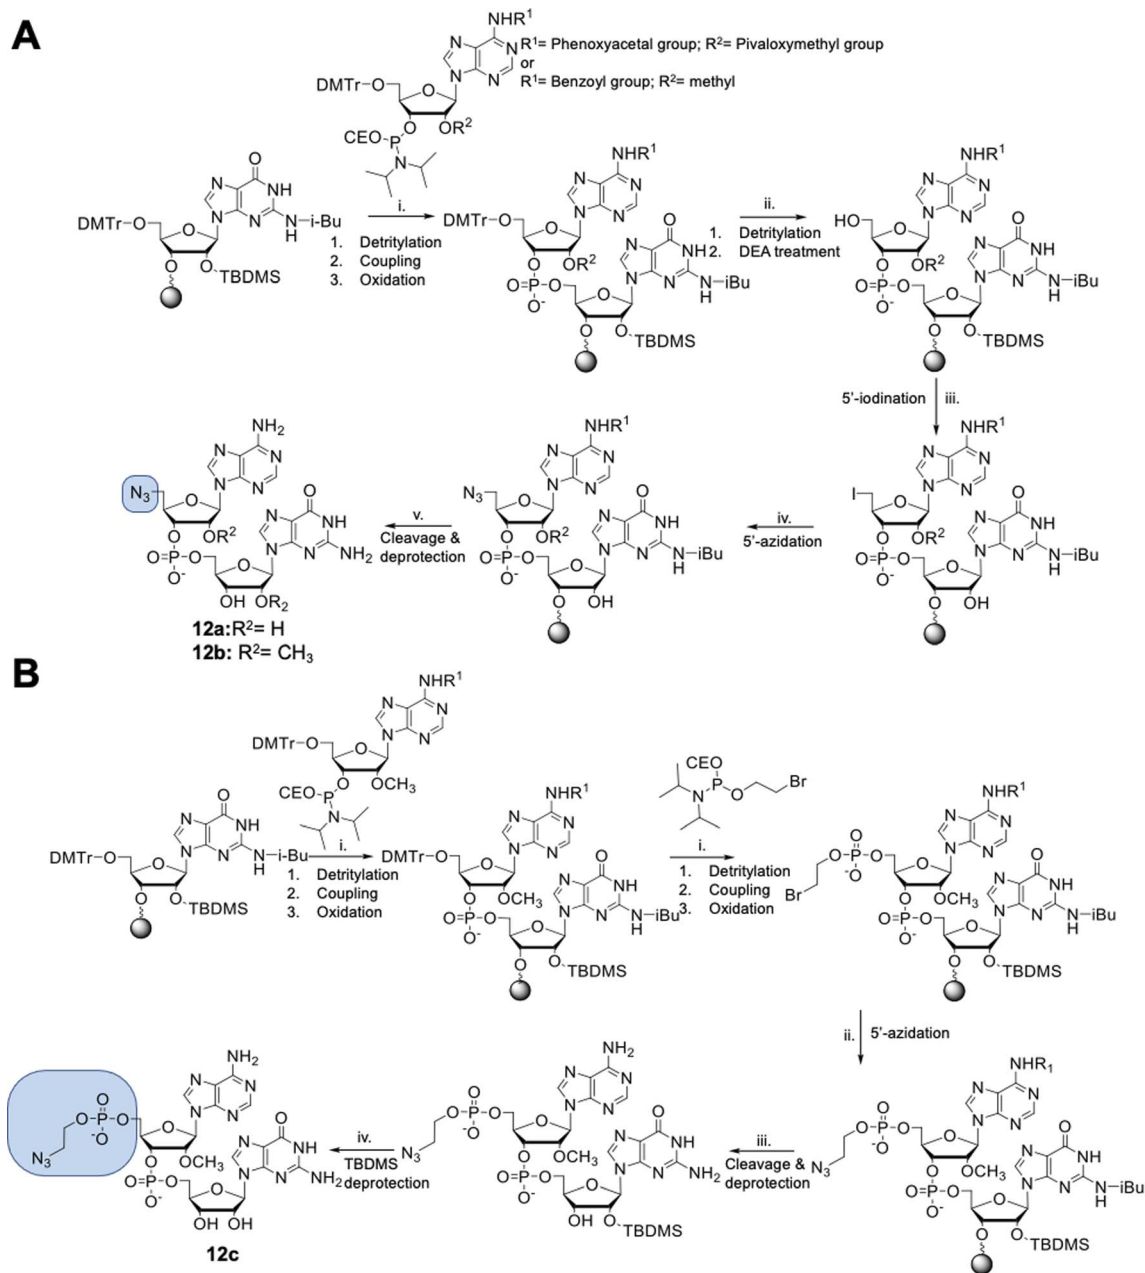 A
NHR1
R1= Phenoxyacetal group; R2= Pivaloxymethyl group
or
R1= Benzoyl group; R2= methyl
N
N
N
N
DMTr-O
O
O
OR2
CEO-P
N
O
N
NH
N
N
N
H
i-Bu
DMTr-O
O
O
O-TBDMS
i.
1. Detritylation
2. Coupling
3. Oxidation
NHR1
N
N
N
N
DMTr-O
O
O
OR2
O=P-O
O-
O
N
NH
N
N
N
H
iBu
O
O
O-TBDMS
ii.
1. Detritylation
2. DEA treatment
NHR1
N
N
N
N
HO
O
O
OR2
O=P-O
O-
O
N
NH
N
N
N
H
iBu
O
O
O-TBDMS
5'-iodination
iii.
NHR1
N
N
N
N
I
O
O
OR2
O=P-O
O-
O
N
NH
N
N
N
H
iBu
O
O
OH
iv.
5'-azidation
NHR1
N
N
N
N
N3
O
O
OR2
O=P-O
O-
O
N
NH
N
N
N
H
iBu
O
O
OH
v.
Cleavage &
deprotection
NH2
N
N
N
N
N3
O
O
OR2
O=P-O
O-
O
N
NH
N
N
NH2
O
OH
OR2
12a:R2= H
12b: R2= CH3
B
NHR1
N
N
N
N
DMTr-O
O
O
OCH3
CEO-P
N
O
N
NH
N
N
N
H
i-Bu
DMTr-O
O
O
O-TBDMS
i.
1. Detritylation
2. Coupling
3. Oxidation
NHR1
N
N
N
N
DMTr-O
O
O
OCH3
O=P-O
O-
O
N
NH
N
N
N
H
iBu
O
O
O-TBDMS
CEO
N
P
O
Br
i.
1. Detritylation
2. Coupling
3. Oxidation
NHR1
N
N
N
N
O
O-P-O
-O
Br
O
O
OCH3
O=P-O
O-
O
N
NH
N
N
N
H
iBu
O
O
O-TBDMS
ii.
5'-azidation
NHR1
N
N
N
N
O
O-P-O
-O
N3
O
O
OCH3
O=P-O
O-
O
N
NH
N
N
N
H
iBu
O
O
O-TBDMS
iii.
Cleavage &
deprotection
NH2
N
N
N
N
O
O-P-O
-O
N3
O
O
OCH3
O=P-O
O-
O
N
NH
N
N
NH2
O
OH
O
TBDMS
iv.
TBDMS
deprotection
NH2
N
N
N
N
O
O-P-O
-O
N3
O
O
OCH3
O=P-O
O-
O
N
NH
N
N
NH2
O
OH OH
12c